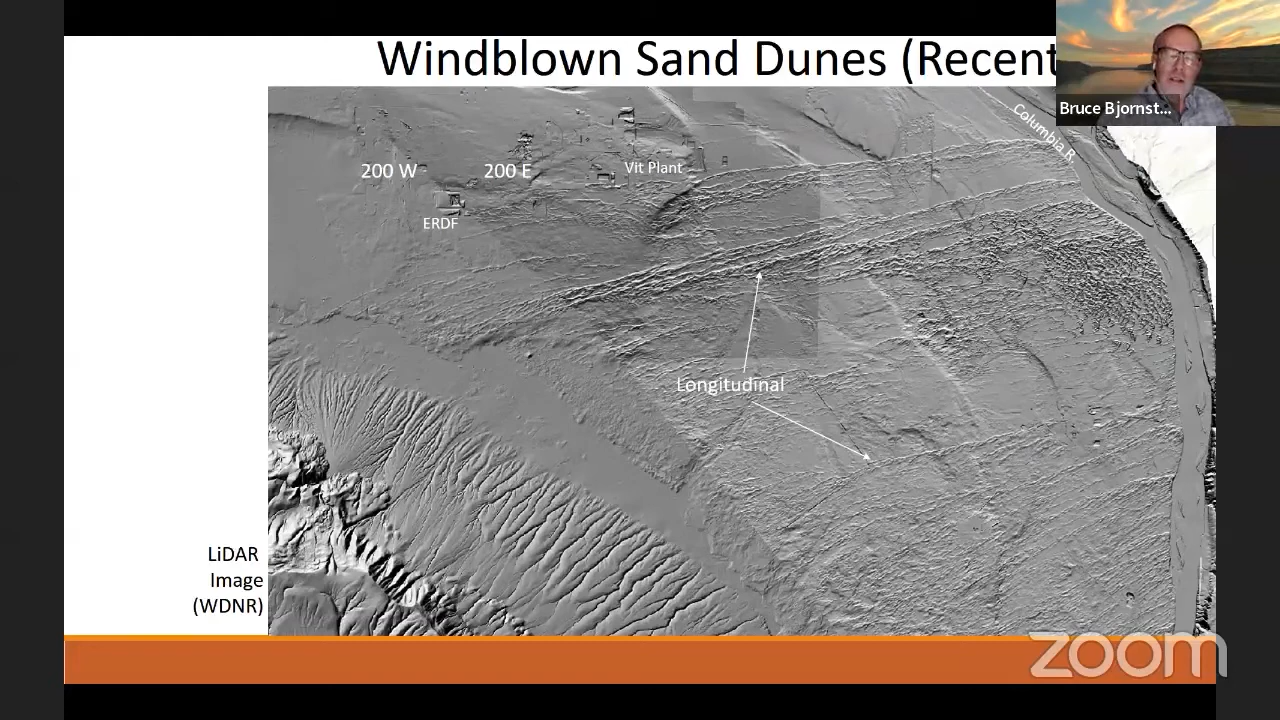 Windblown Sand Dunes (Recent
Bruce Bjornst...
Columbia R.
200 W
200 E
Vit Plant
ERDF
Longitudinal
LiDAR
Image
(WDNR)
zoom